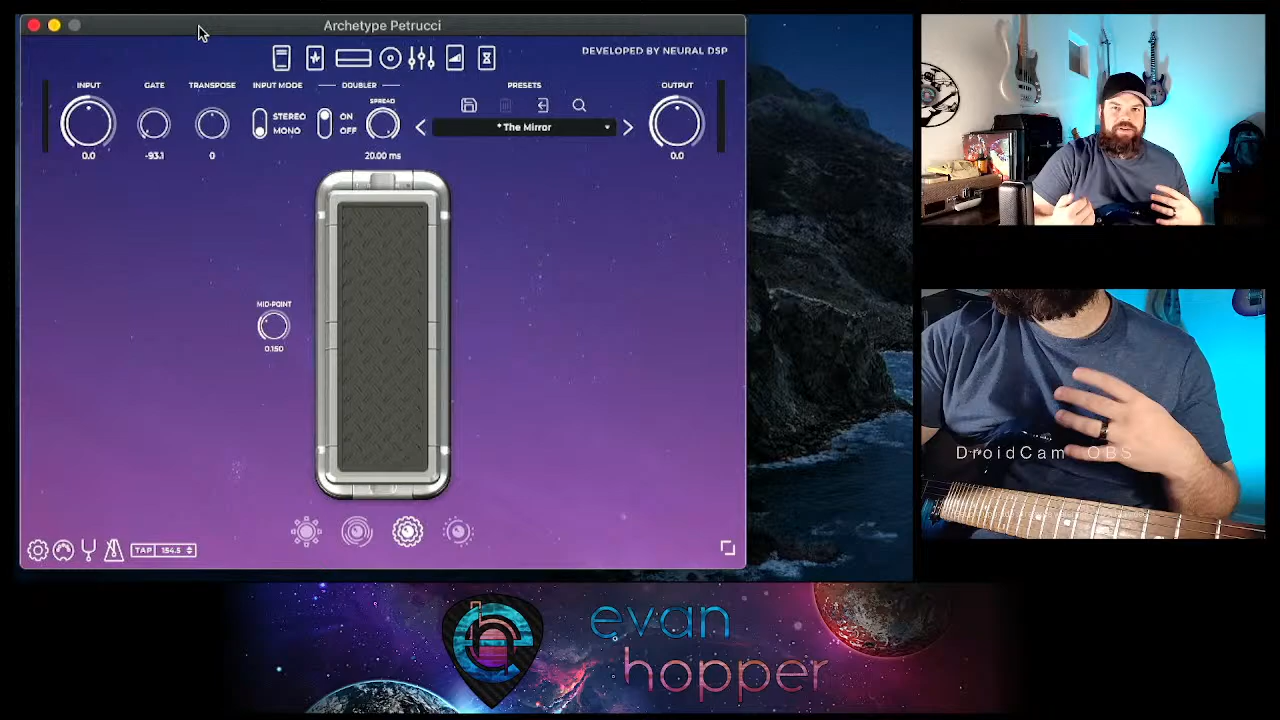 Archetype Petrucci
DEVELOPED BY NEURAL DSP
INPUT
GATE
TRANSPOSE
INPUT MODE
DOUBLER
PRESETS
OUTPUT
STEREO
MONO
ON
OFF
SPREAD
* The Mirror
0.0
-93.1
0
20.00 ms
0.0
MID-POINT
0.150
TAP 154.5
DroidCam OBS
evan
hopper